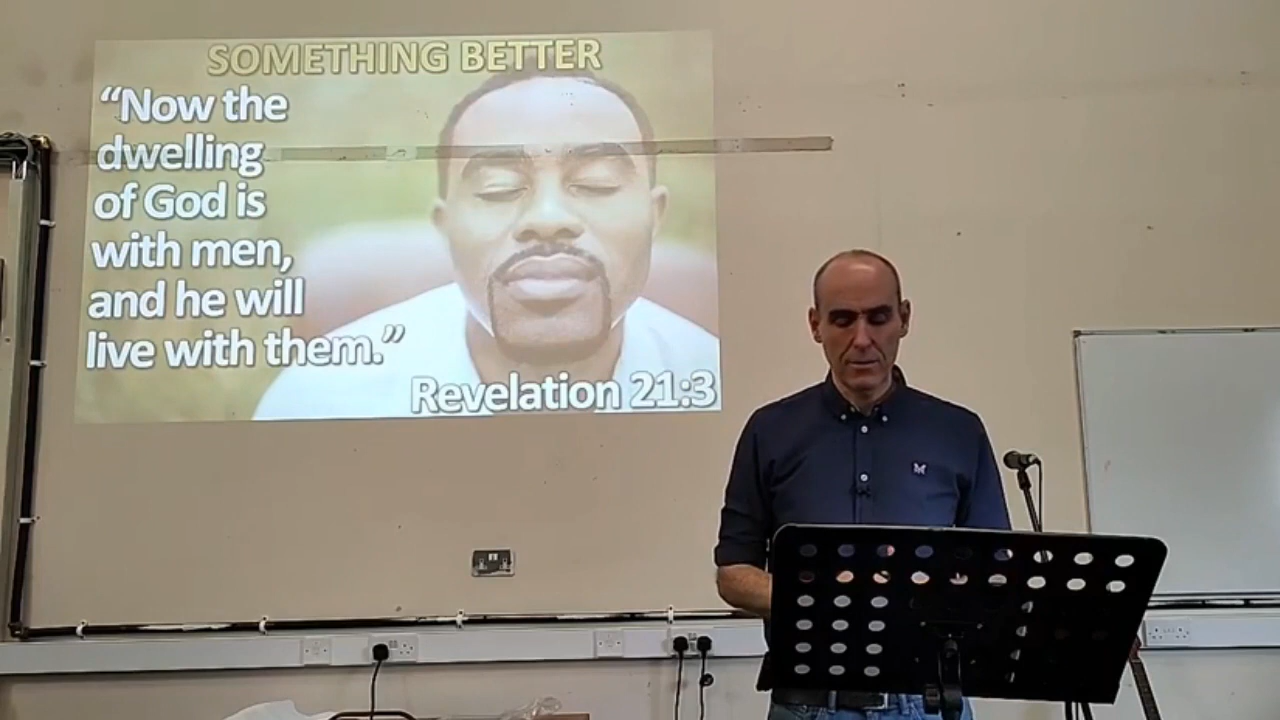 SOMETHING BETTER
“Now the
dwelling
of God is
with men,
and he will
live with them.”
Revelation 21:3